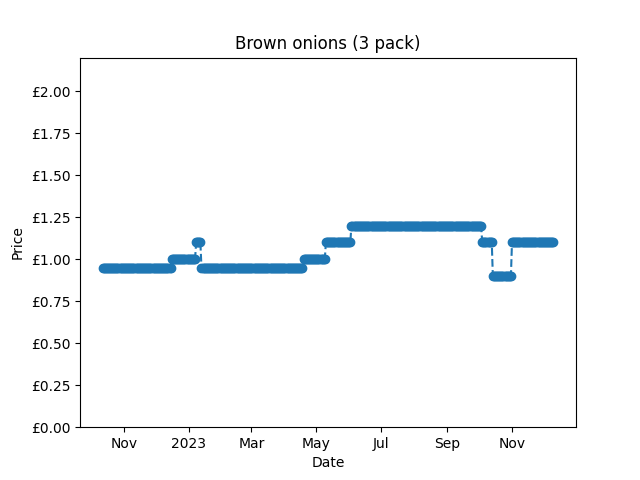 Brown onions (3 pack)
£2.00
£1.75
£1.50
£1.25
£1.00
£0.75
£0.50
£0.25
£0.00
Price
Nov 2023 Mar May Jul Sep Nov
Date